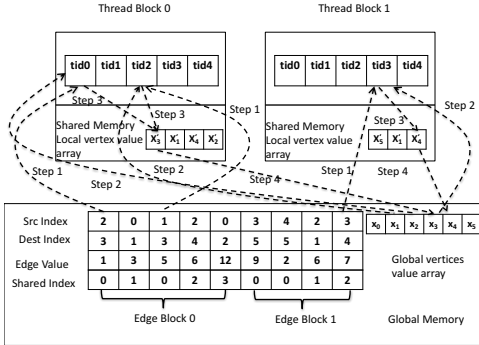 Thread Block 0 Thread Block 1
tid0 tid1 tid2 tid3 tid4 tid0 tid1 tid2 tid3 tid4
Step 3 Step 1 Step 2
Step 3 Step 3
Shared Memory
Local vertex value
array
x'3 x'1 x'4 x'2
Shared Memory
Local vertex value
array
x'5 x'1 x'4
Step 1 Step 2 Step 4 Step 1 Step 4
Src Index 2 0 1 2 0 3 4 2 3
x0 x1 x2 x3 x4 x5
Dest Index 3 1 3 4 2 5 5 1 4
Edge Value 1 3 5 6 12 9 2 6 7
Shared Index 0 1 0 2 3 0 0 1 2
Global vertices
value array
Edge Block 0 Edge Block 1 Global Memory